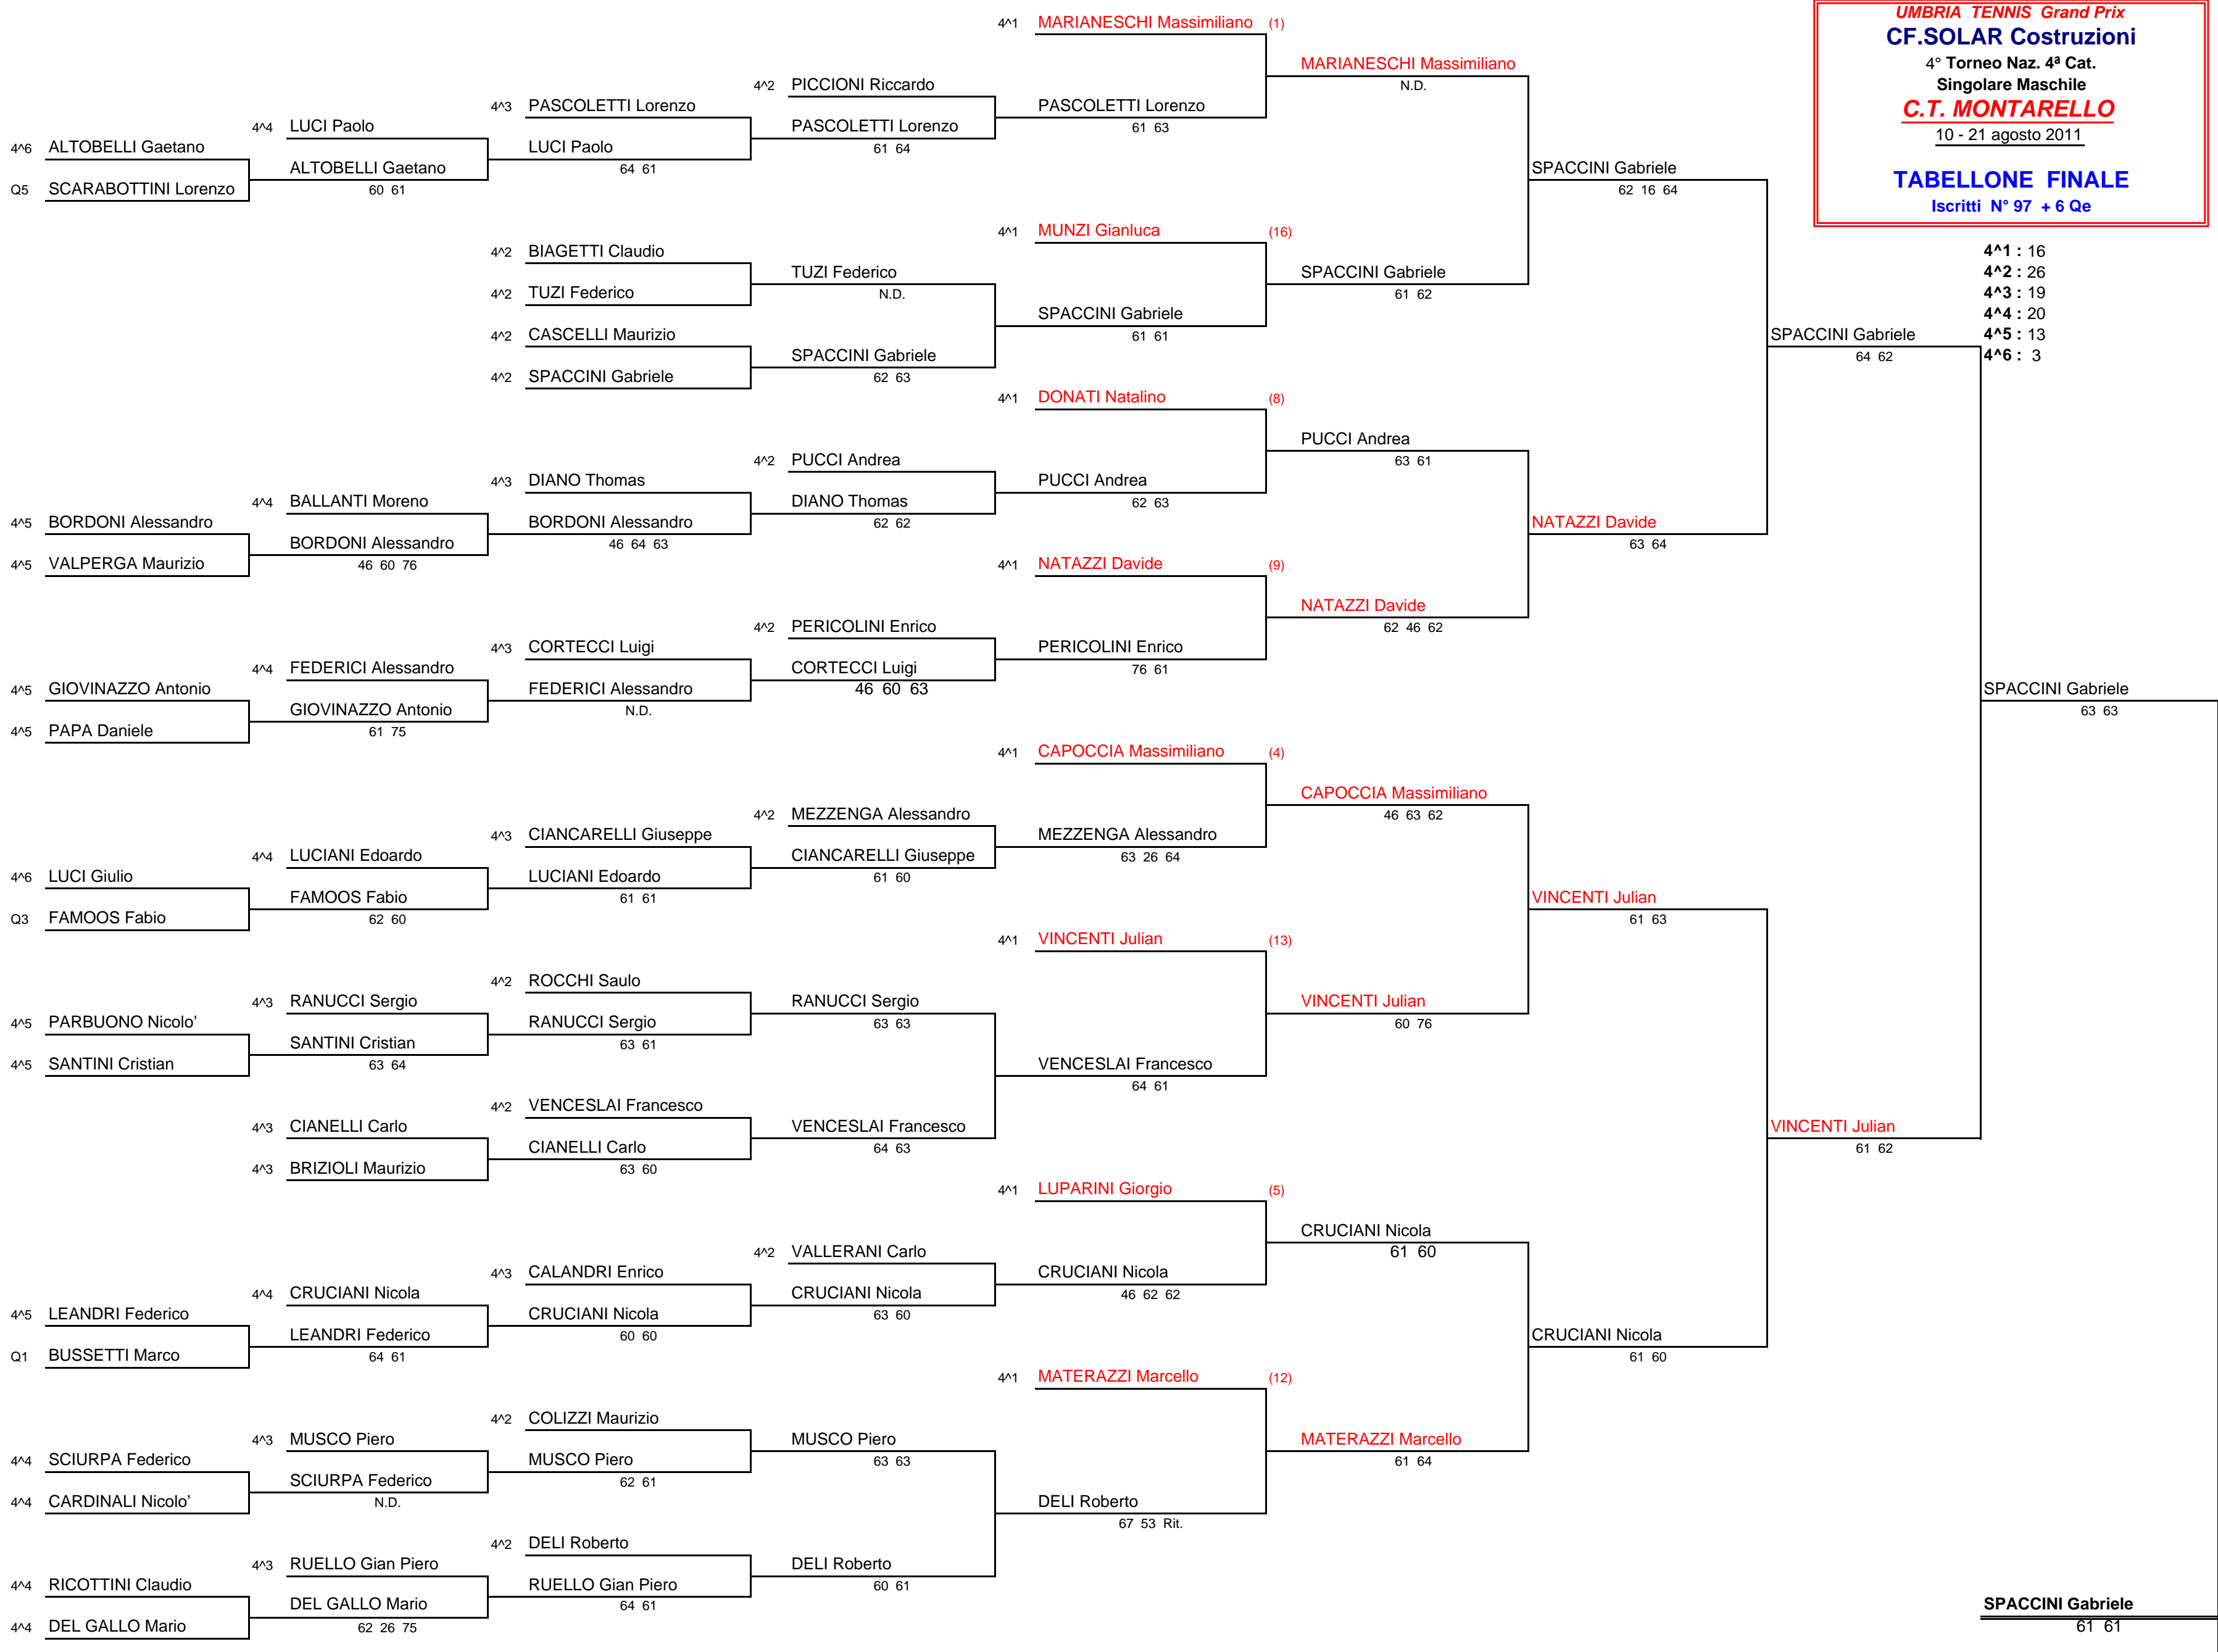 UMBRIA TENNIS Grand Prix
CF.SOLAR Costruzioni
4° Torneo Naz. 4ª Cat.
Singolare Maschile
C.T. MONTARELLO
10 - 21 agosto 2011
TABELLONE FINALE
Iscritti N° 97 + 6 Qe
4^1 : 16
4^2 : 26
4^3 : 19
4^4 : 20
4^5 : 13
4^6 : 3
4^6 ALTOBELLI Gaetano
Q5 SCARABOTTINI Lorenzo
4^5 BORDONI Alessandro
4^5 VALPERGA Maurizio
4^5 GIOVINAZZO Antonio
4^5 PAPA Daniele
4^6 LUCI Giulio
Q3 FAMOOS Fabio
4^5 PARBUONO Nicolo'
4^5 SANTINI Cristian
4^5 LEANDRI Federico
Q1 BUSSETTI Marco
4^4 SCIURPA Federico
4^4 CARDINALI Nicolo'
4^4 RICOTTINI Claudio
4^4 DEL GALLO Mario
4^4 LUCI Paolo
ALTOBELLI Gaetano
60 61
4^4 BALLANTI Moreno
BORDONI Alessandro
46 60 76
4^4 FEDERICI Alessandro
GIOVINAZZO Antonio
61 75
4^4 LUCIANI Edoardo
FAMOOS Fabio
62 60
4^3 RANUCCI Sergio
SANTINI Cristian
63 64
4^3 CIANELLI Carlo
4^3 BRIZIOLI Maurizio
4^4 CRUCIANI Nicola
LEANDRI Federico
64 61
4^3 MUSCO Piero
SCIURPA Federico
N.D.
4^3 RUELLO Gian Piero
DEL GALLO Mario
62 26 75
4^3 PASCOLETTI Lorenzo
LUCI Paolo
64 61
4^2 BIAGETTI Claudio
4^2 TUZI Federico
4^2 CASCELLI Maurizio
4^2 SPACCINI Gabriele
4^3 DIANO Thomas
BORDONI Alessandro
46 64 63
4^3 CORTECCI Luigi
FEDERICI Alessandro
N.D.
4^3 CIANCARELLI Giuseppe
LUCIANI Edoardo
61 61
4^2 ROCCHI Saulo
RANUCCI Sergio
63 61
4^2 VENCESLAI Francesco
CIANELLI Carlo
63 60
4^3 CALANDRI Enrico
CRUCIANI Nicola
60 60
4^2 COLIZZI Maurizio
MUSCO Piero
62 61
4^2 DELI Roberto
RUELLO Gian Piero
64 61
4^2 PICCIONI Riccardo
PASCOLETTI Lorenzo
61 64
TUZI Federico
N.D.
SPACCINI Gabriele
62 63
4^2 PUCCI Andrea
DIANO Thomas
62 62
4^2 PERICOLINI Enrico
CORTECCI Luigi
46 60 63
4^2 MEZZENGA Alessandro
CIANCARELLI Giuseppe
61 60
RANUCCI Sergio
63 63
VENCESLAI Francesco
64 63
4^2 VALLERANI Carlo
CRUCIANI Nicola
63 60
MUSCO Piero
63 63
DELI Roberto
60 61
4^1 MARIANESCHI Massimiliano (1)
PASCOLETTI Lorenzo
61 63
4^1 MUNZI Gianluca (16)
SPACCINI Gabriele
61 61
4^1 DONATI Natalino (8)
PUCCI Andrea
62 63
4^1 NATAZZI Davide (9)
PERICOLINI Enrico
76 61
4^1 CAPOCCIA Massimiliano (4)
MEZZENGA Alessandro
63 26 64
4^1 VINCENTI Julian (13)
VENCESLAI Francesco
64 61
4^1 LUPARINI Giorgio (5)
CRUCIANI Nicola
46 62 62
4^1 MATERAZZI Marcello (12)
DELI Roberto
67 53 Rit.
MARIANESCHI Massimiliano
N.D.
SPACCINI Gabriele
61 62
PUCCI Andrea
63 61
NATAZZI Davide
62 46 62
CAPOCCIA Massimiliano
46 63 62
VINCENTI Julian
60 76
CRUCIANI Nicola
61 60
MATERAZZI Marcello
61 64
SPACCINI Gabriele
62 16 64
NATAZZI Davide
63 64
VINCENTI Julian
61 63
CRUCIANI Nicola
61 60
SPACCINI Gabriele
64 62
VINCENTI Julian
61 62
SPACCINI Gabriele
63 63
SPACCINI Gabriele
61 61